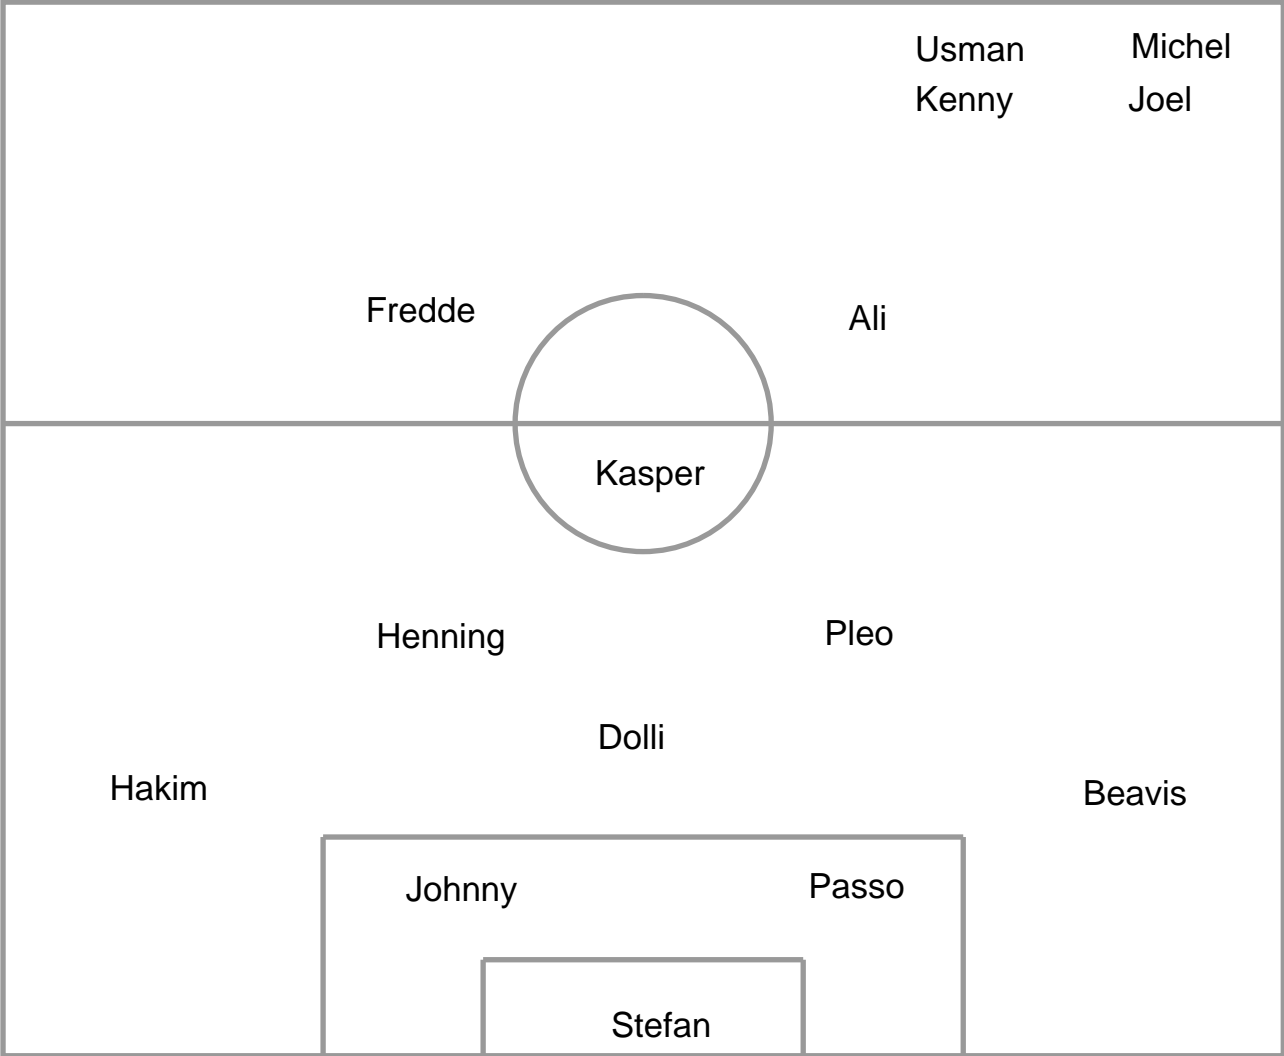 Usman Michel
Kenny Joel
Fredde Ali
Kasper
Henning Pleo
Dolli
Hakim Beavis
Johnny Passo
Stefan